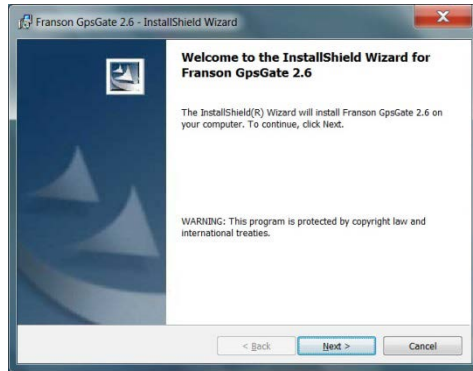 Franson GpsGate 2.6 - InstallShield Wizard
X
Welcome to the InstallShield Wizard for
Franson GpsGate 2.6
The InstallShield(R) Wizard will install Franson GpsGate 2.6 on
your computer. To continue, click Next.
WARNING: This program is protected by copyright law and
international treaties.
< Back
Next >
Cancel